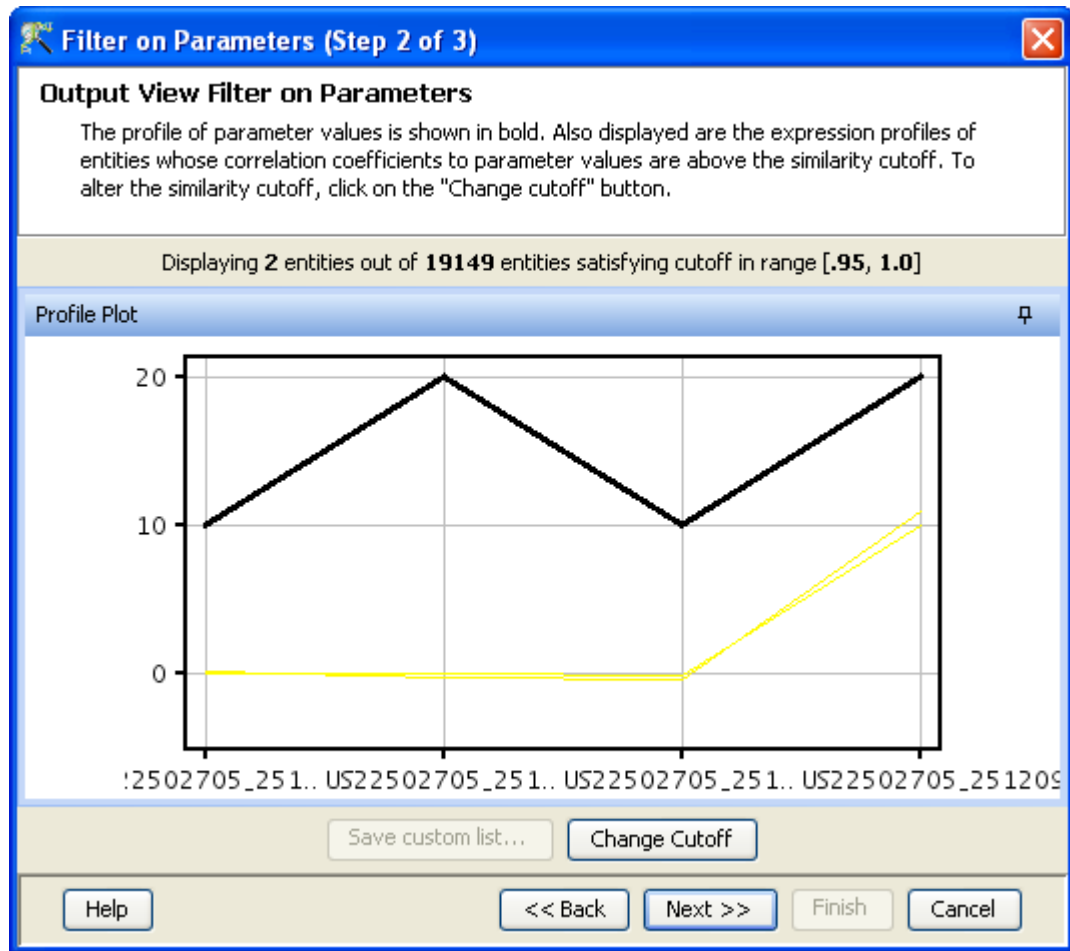 Filter on Parameters (Step 2 of 3)
Output View Filter on Parameters
The profile of parameter values is shown in bold. Also displayed are the expression profiles of
entities whose correlation coefficients to parameter values are above the similarity cutoff. To
alter the similarity cutoff, click on the "Change cutoff" button.
Displaying 2 entities out of 19149 entities satisfying cutoff in range [.95, 1.0]
Profile Plot
20
10
0
:22502705_251.. US22502705_251.. US22502705_251.. US22502705_251209
Save custom list... Change Cutoff
Help << Back Next >> Finish Cancel